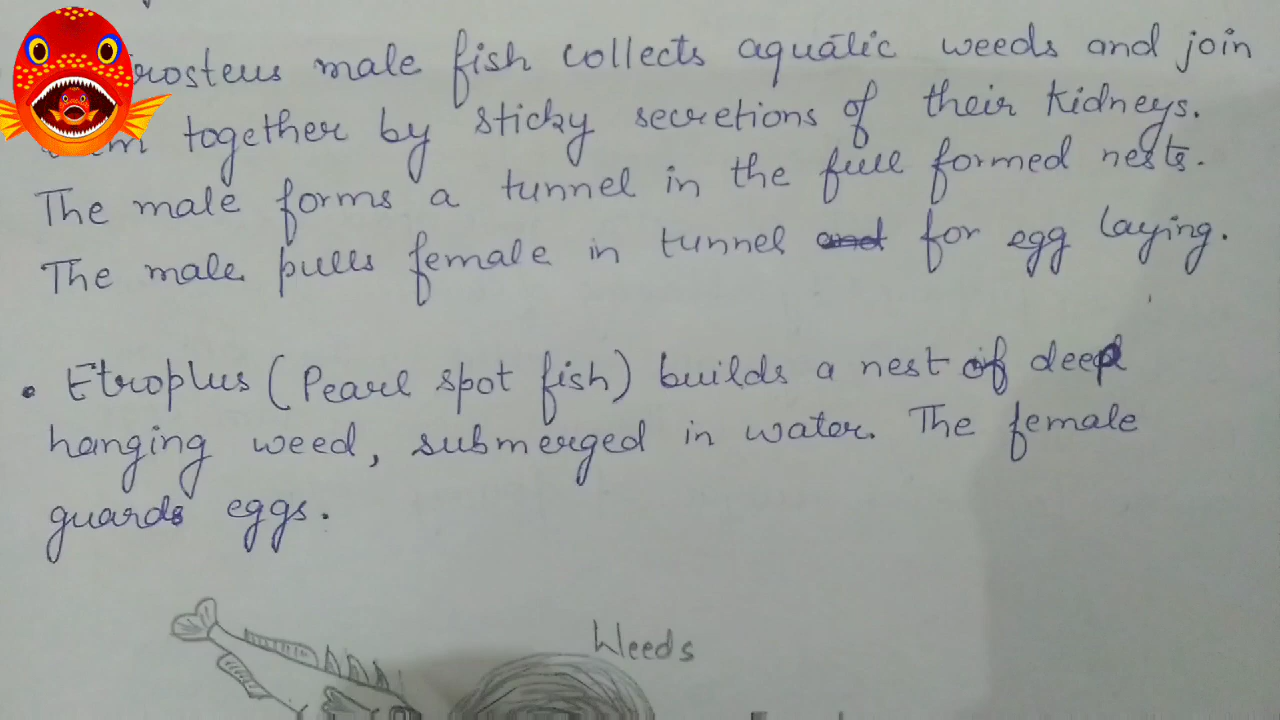 rosteus male fish collects aquatic weeds and join
together by sticky secretions of their kidneys.
The male forms a tunnel in the full formed nests.
The male pulls female in tunnel and for egg laying.
• Etroplus (Pearl spot fish) builds a nest of deep
hanging weed, submerged in water. The female
guards eggs.
Weeds